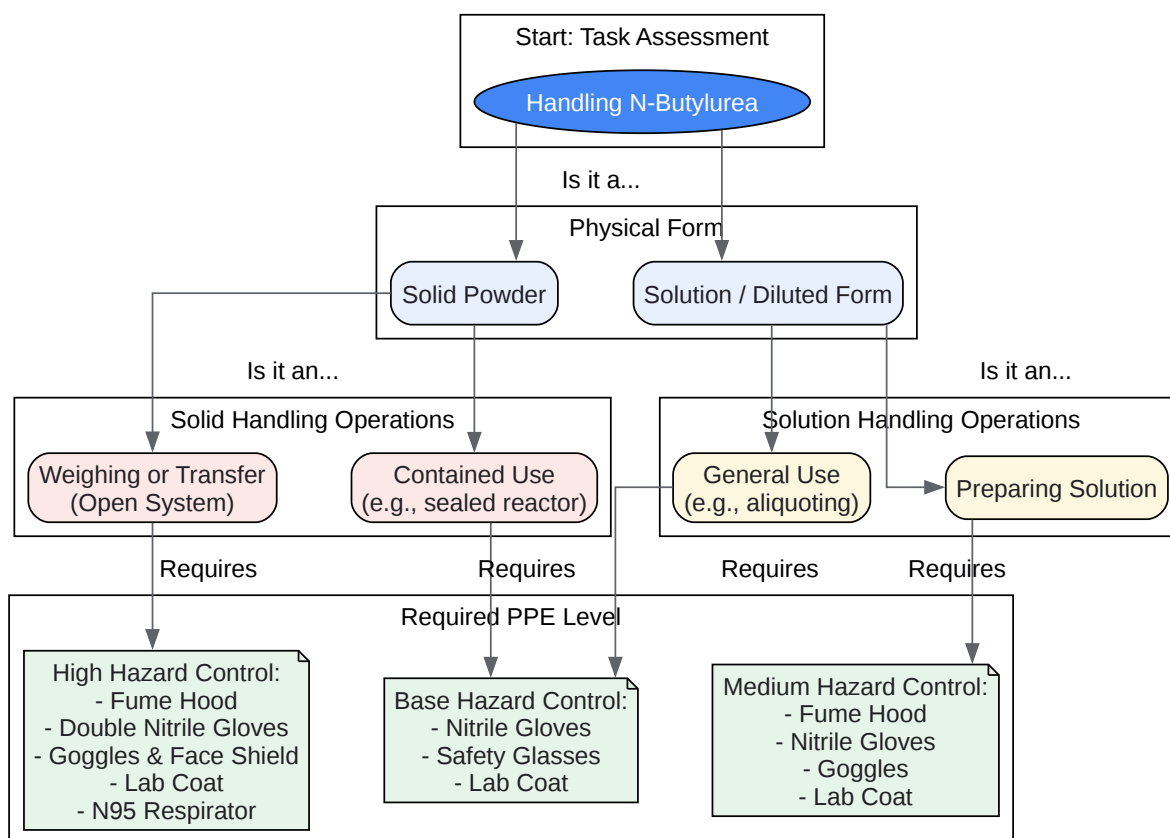 Start: Task Assessment
Handling N-Butylurea
Is it a...
Physical Form
Solid Powder
Solution / Diluted Form
Is it an...
Is it an...
Solid Handling Operations
Solution Handling Operations
Weighing or Transfer
(Open System)
Contained Use
(e.g., sealed reactor)
General Use
(e.g., aliquoting)
Preparing Solution
Requires
Requires
Requires
Requires
Required PPE Level
High Hazard Control:
- Fume Hood
- Double Nitrile Gloves
- Goggles & Face Shield
- Lab Coat
- N95 Respirator
Base Hazard Control:
- Nitrile Gloves
- Safety Glasses
- Lab Coat
Medium Hazard Control:
- Fume Hood
- Nitrile Gloves
- Goggles
- Lab Coat